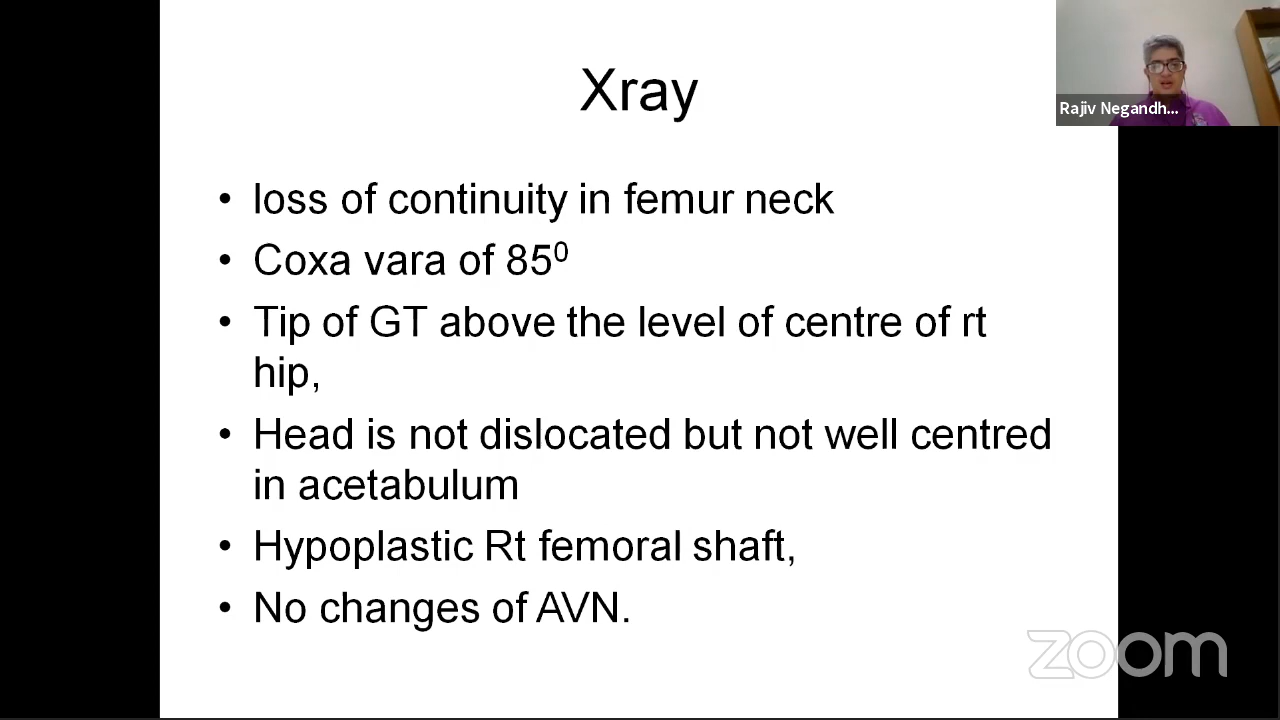 Xray
Rajiv Negandh...
• loss of continuity in femur neck
• Coxa vara of 85⁰
• Tip of GT above the level of centre of rt
hip,
• Head is not dislocated but not well centred
in acetabulum
• Hypoplastic Rt femoral shaft,
• No changes of AVN.
zoom